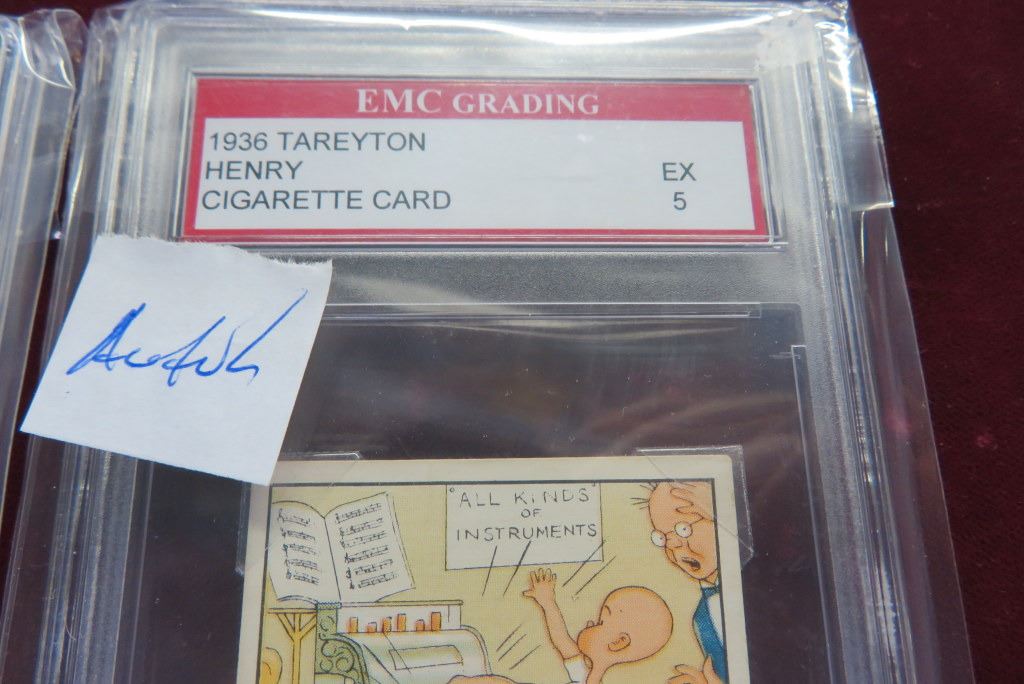 EMC GRADING
1936 TAREYTON
HENRY
CIGARETTE CARD
EX
5
"ALL KINDS"
OF
INSTRUMENTS